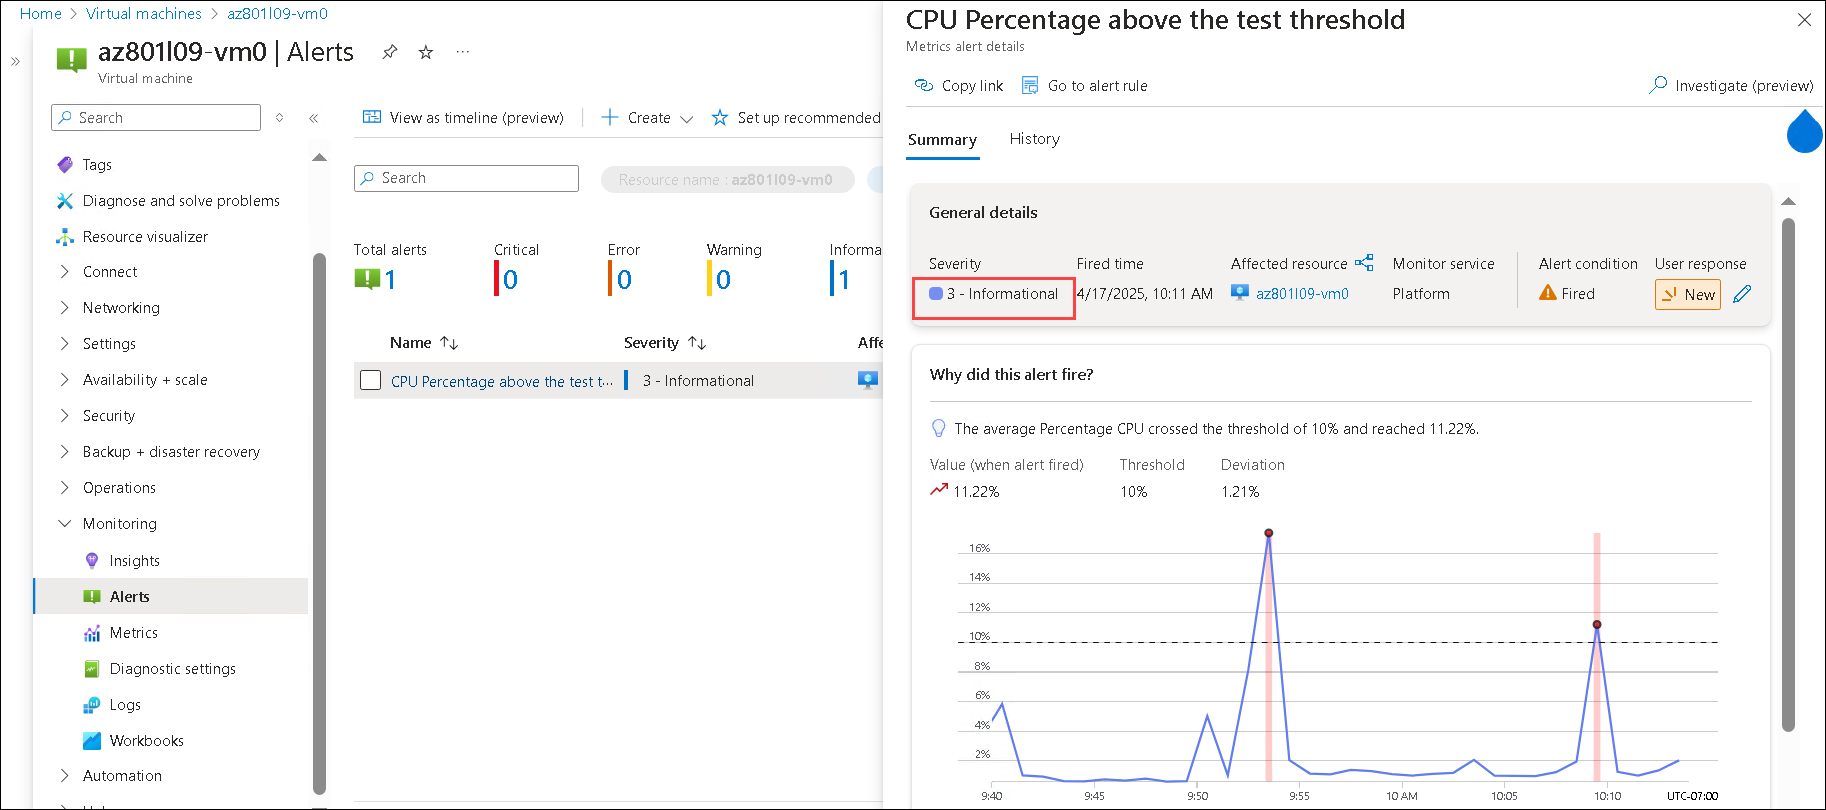 Home > Virtual machines > az801l09-vm0
az801l09-vm0 | Alerts
Virtual machine
Search
Tags
Diagnose and solve problems
Resource visualizer
Connect
Networking
Settings
Availability + scale
Security
Backup + disaster recovery
Operations
Monitoring
Insights
Alerts
Metrics
Diagnostic settings
Logs
Workbooks
Automation
View as timeline (preview)
Create
Set up recommended
Search
Resource name : az801l09-vm0
Total alerts Critical Error Warning Informa
1 0 0 0 1
Name Severity Affe
CPU Percentage above the test t... 3 - Informational
CPU Percentage above the test threshold
Metrics alert details
Copy link Go to alert rule Investigate (preview)
Summary History
General details
Severity Fired time Affected resource Monitor service Alert condition User response
3 - Informational 4/17/2025, 10:11 AM az801l09-vm0 Platform Fired New
Why did this alert fire?
The average Percentage CPU crossed the threshold of 10% and reached 11.22%.
Value (when alert fired) Threshold Deviation
11.22% 10% 1.21%
16%
14%
12%
10%
8%
6%
4%
2%
9:40 9:45 9:50 9:55 10 AM 10:05 10:10 UTC-07:00